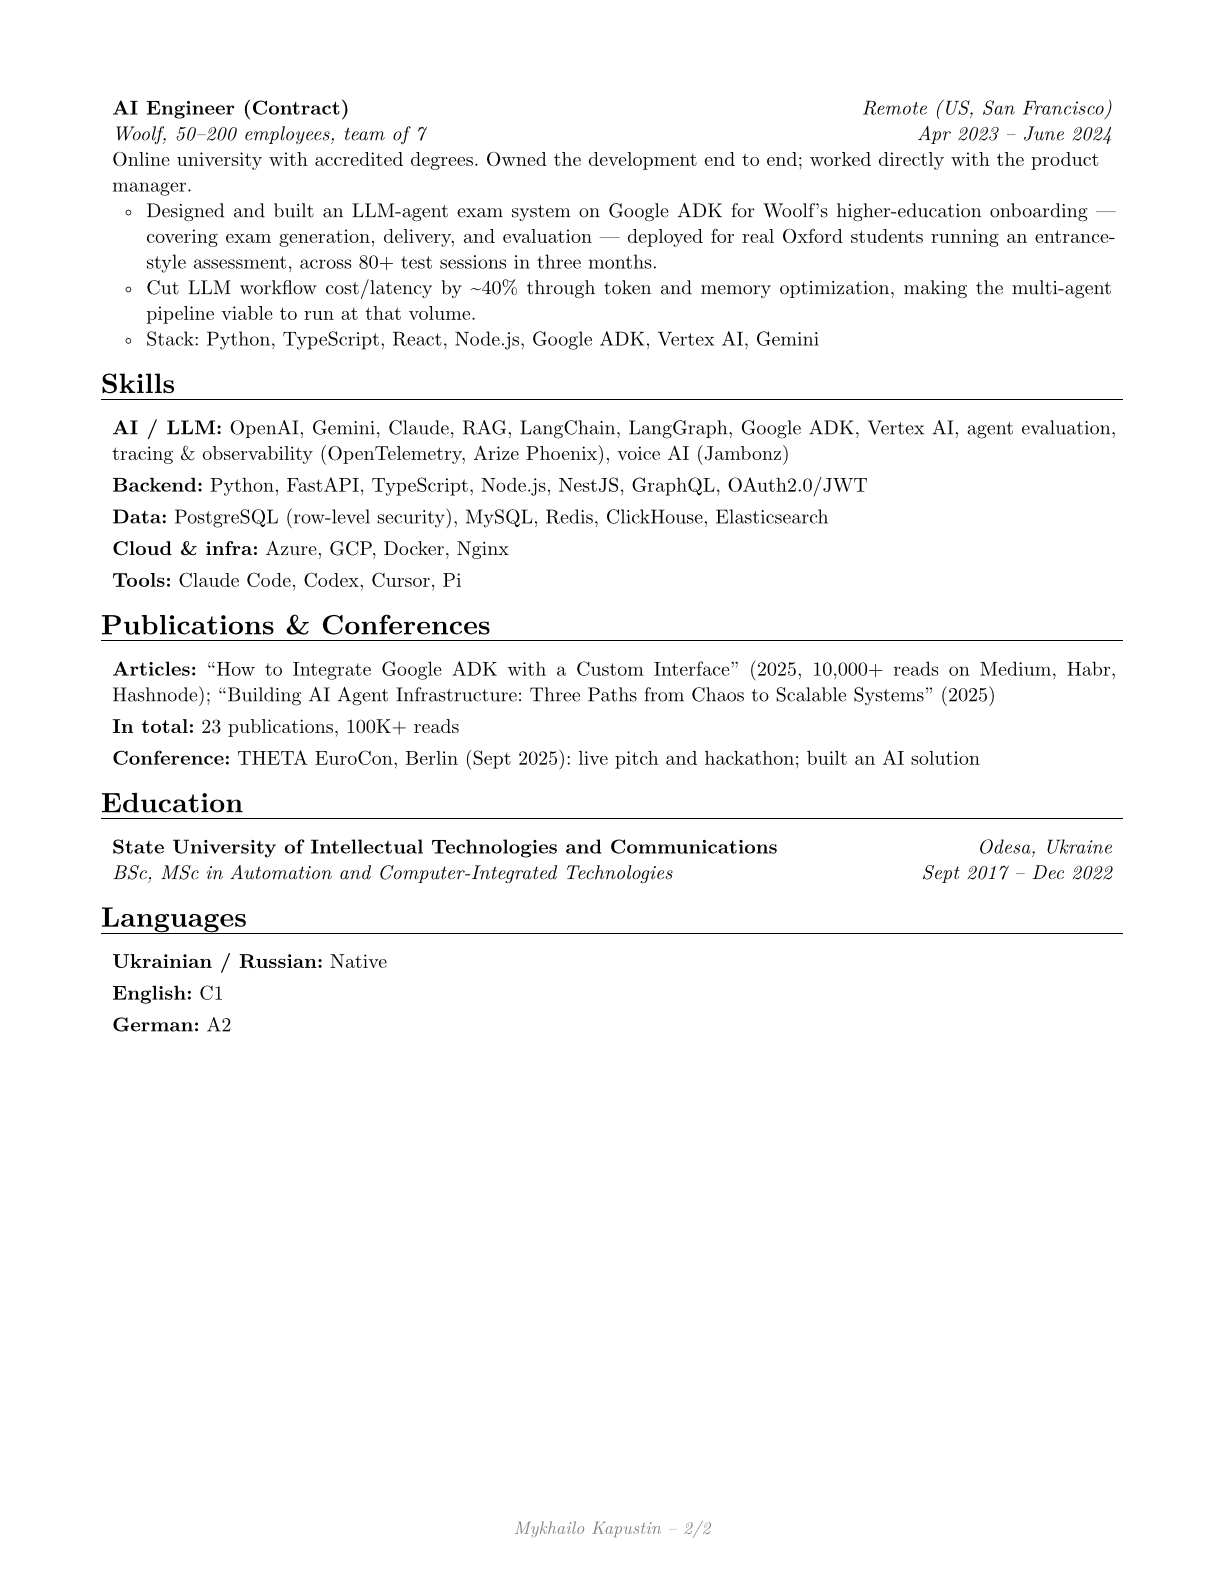 AI Engineer (Contract) Remote (US, San Francisco)
Woolf, 50–200 employees, team of 7 Apr 2023 – June 2024
Online university with accredited degrees. Owned the development end to end; worked directly with the product
manager.
◦ Designed and built an LLM-agent exam system on Google ADK for Woolf's higher-education onboarding —
covering exam generation, delivery, and evaluation — deployed for real Oxford students running an entrance-
style assessment, across 80+ test sessions in three months.
◦ Cut LLM workflow cost/latency by ~40% through token and memory optimization, making the multi-agent
pipeline viable to run at that volume.
◦ Stack: Python, TypeScript, React, Node.js, Google ADK, Vertex AI, Gemini
Skills
AI / LLM: OpenAI, Gemini, Claude, RAG, LangChain, LangGraph, Google ADK, Vertex AI, agent evaluation,
tracing & observability (OpenTelemetry, Arize Phoenix), voice AI (Jambonz)
Backend: Python, FastAPI, TypeScript, Node.js, NestJS, GraphQL, OAuth2.0/JWT
Data: PostgreSQL (row-level security), MySQL, Redis, ClickHouse, Elasticsearch
Cloud & infra: Azure, GCP, Docker, Nginx
Tools: Claude Code, Codex, Cursor, Pi
Publications & Conferences
Articles: “How to Integrate Google ADK with a Custom Interface” (2025, 10,000+ reads on Medium, Habr,
Hashnode); “Building AI Agent Infrastructure: Three Paths from Chaos to Scalable Systems” (2025)
In total: 23 publications, 100K+ reads
Conference: THETA EuroCon, Berlin (Sept 2025): live pitch and hackathon; built an AI solution
Education
State University of Intellectual Technologies and Communications Odesa, Ukraine
BSc, MSc in Automation and Computer-Integrated Technologies Sept 2017 – Dec 2022
Languages
Ukrainian / Russian: Native
English: C1
German: A2
Mykhailo Kapustin – 2/2